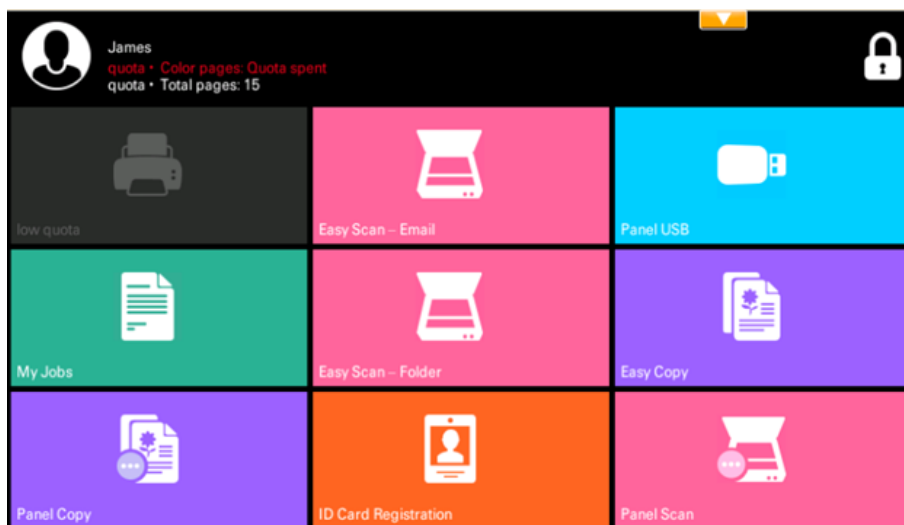 James
quota • Color pages: Quota spent
quota • Total pages: 15
low quota
Easy Scan – Email
Panel USB
My Jobs
Easy Scan – Folder
Easy Copy
Panel Copy
ID Card Registration
Panel Scan